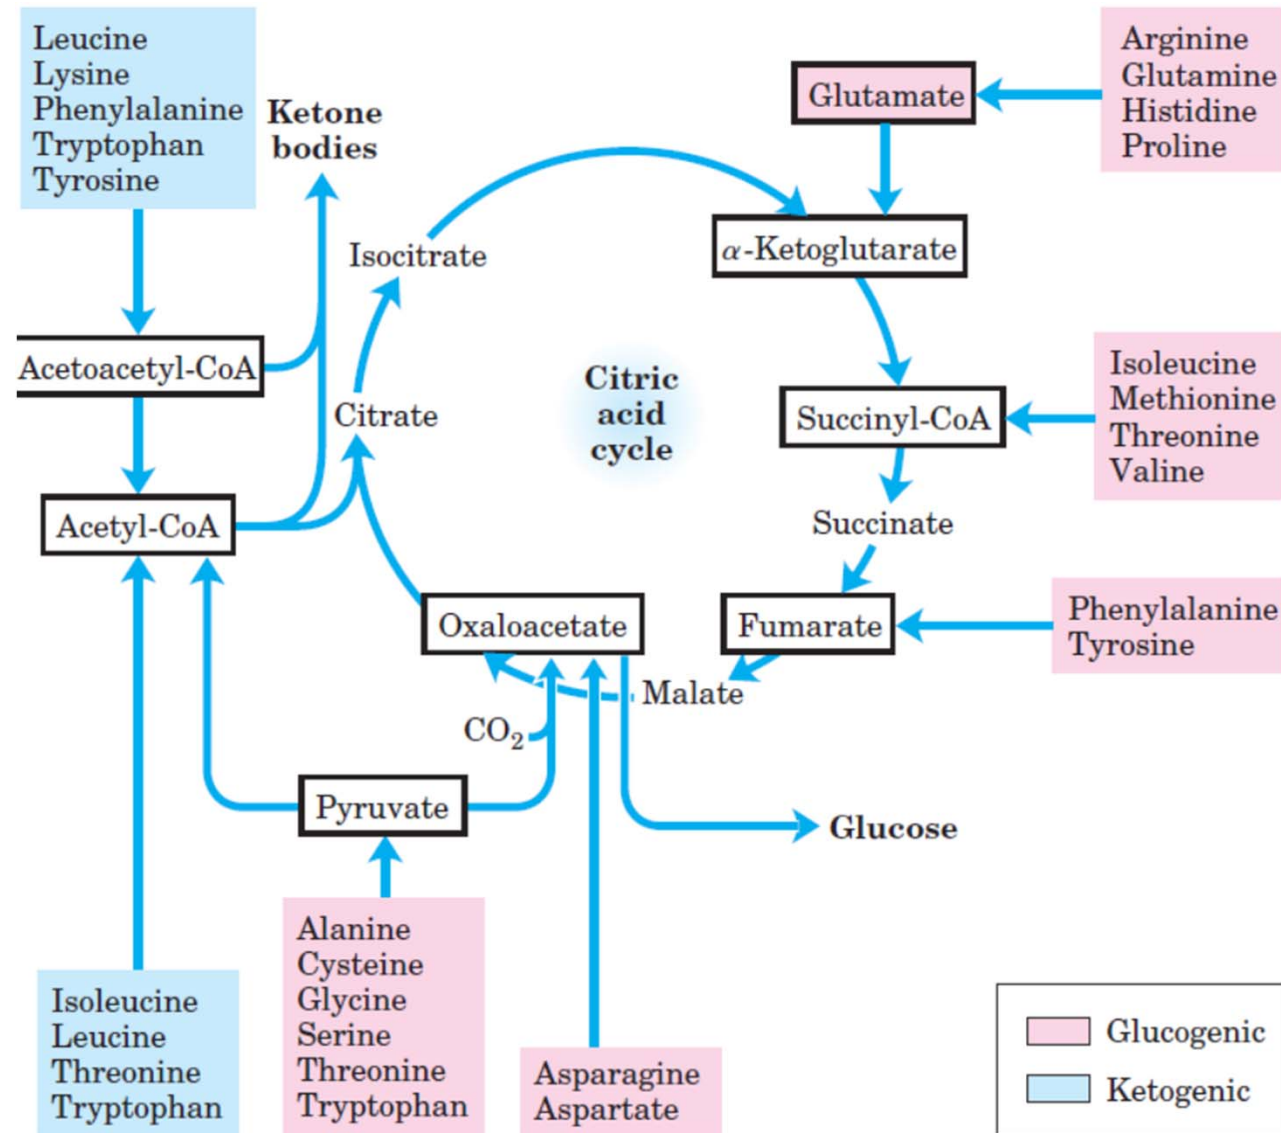 Leucine
Lysine
Phenylalanine
Tryptophan
Tyrosine
Ketone
bodies
Glutamate
Arginine
Glutamine
Histidine
Proline
Isocitrate
α-Ketoglutarate
Acetoacetyl-CoA
Citrate
Citric
acid
cycle
Succinyl-CoA
Isoleucine
Methionine
Threonine
Valine
Acetyl-CoA
Succinate
Oxaloacetate
Fumarate
Phenylalanine
Tyrosine
Malate
CO₂
Pyruvate
Glucose
Isoleucine
Leucine
Threonine
Tryptophan
Alanine
Cysteine
Glycine
Serine
Threonine
Tryptophan
Asparagine
Aspartate
Glucogenic
Ketogenic